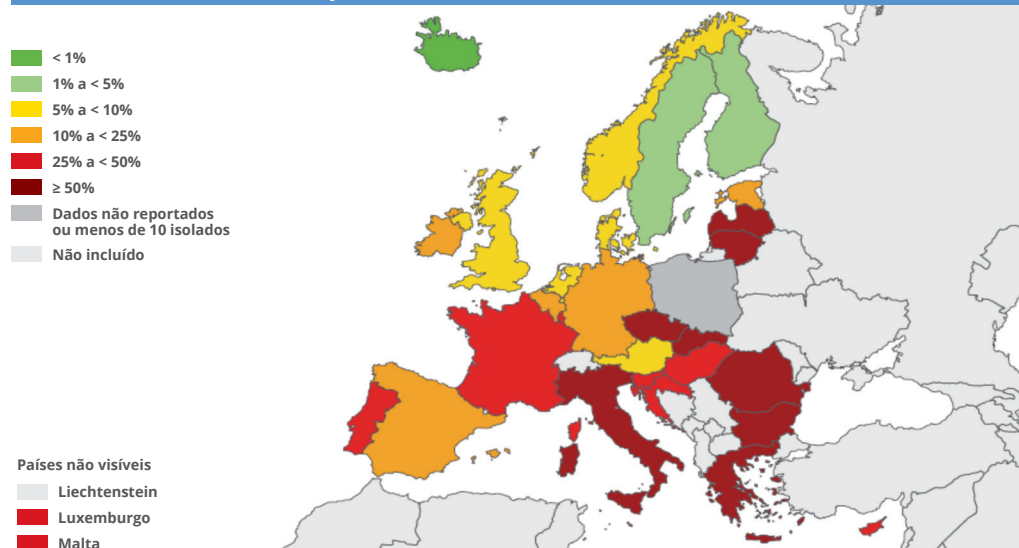 < 1%
1% a < 5%
5% a < 10%
10% a < 25%
25% a < 50%
≥ 50%
Dados não reportados
ou menos de 10 isolados
Não incluído
Países não visíveis
Liechtenstein
Luxemburgo
Malta